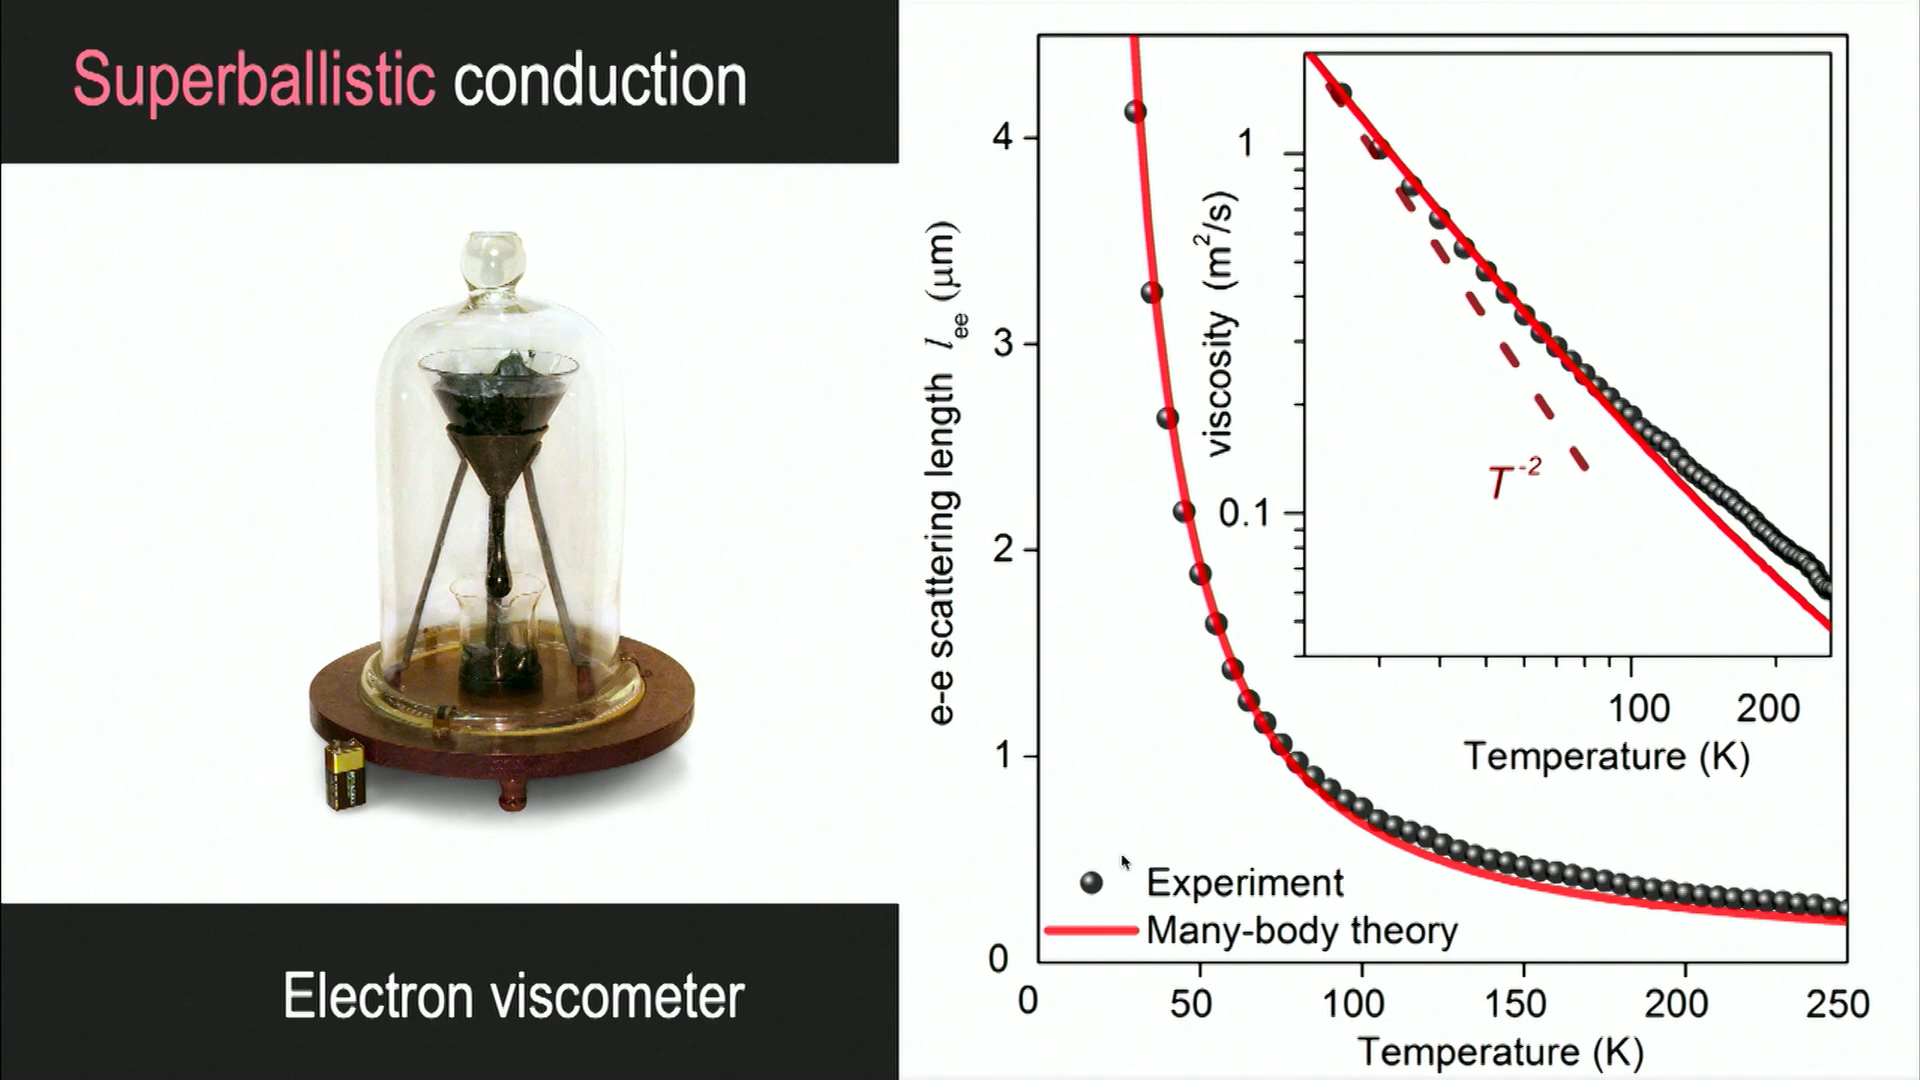 Superballistic conduction
Electron viscometer
e-e scattering length l_ee (μm)
4
3
2
1
0
0 50 100 150 200 250
Temperature (K)
Experiment
Many-body theory
viscosity (m²/s)
1
0.1
T⁻²
100 200
Temperature (K)